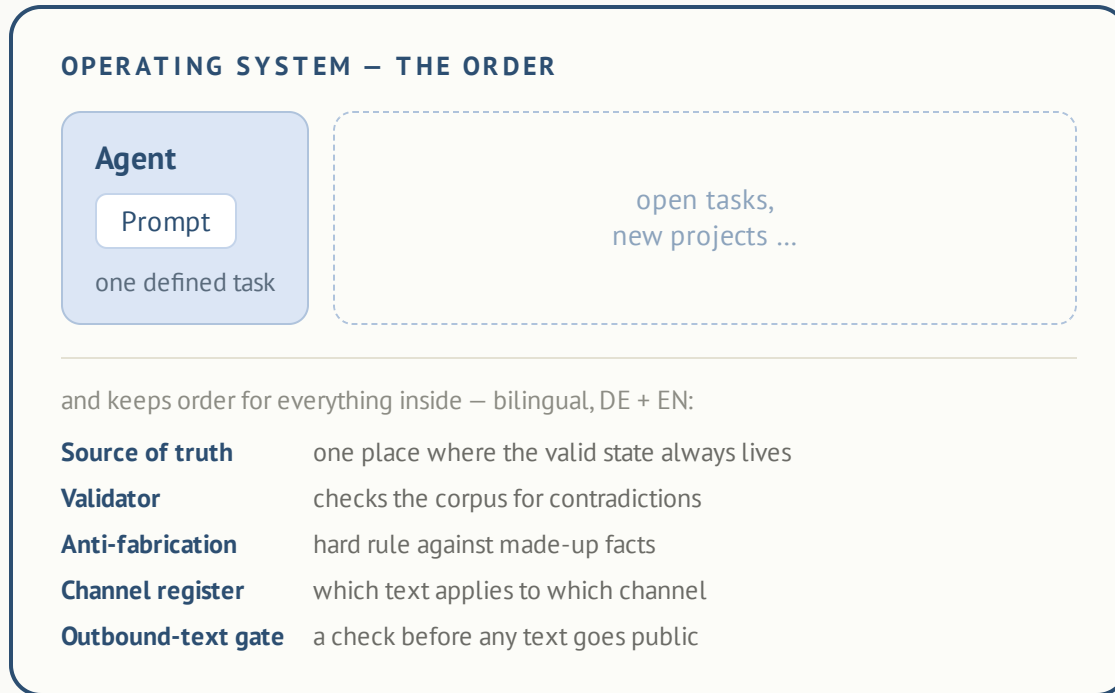 OPERATING SYSTEM — THE ORDER
Agent
Prompt
one defined task
open tasks,
new projects ...
and keeps order for everything inside — bilingual, DE + EN:
Source of truth one place where the valid state always lives
Validator checks the corpus for contradictions
Anti-fabrication hard rule against made-up facts
Channel register which text applies to which channel
Outbound-text gate a check before any text goes public